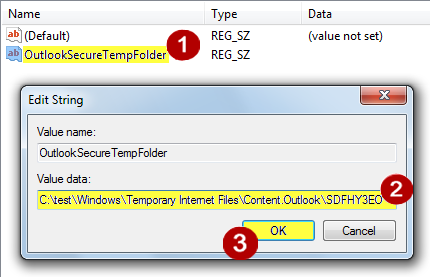 Name Type Data
ab (Default) REG_SZ (value not set)
ab OutlookSecureTempFolder REG_SZ
1
Edit String
Value name:
OutlookSecureTempFolder
Value data:
C:\test\Windows\Temporary Internet Files\Content.Outlook\SDFHY3EO
2
3 OK Cancel